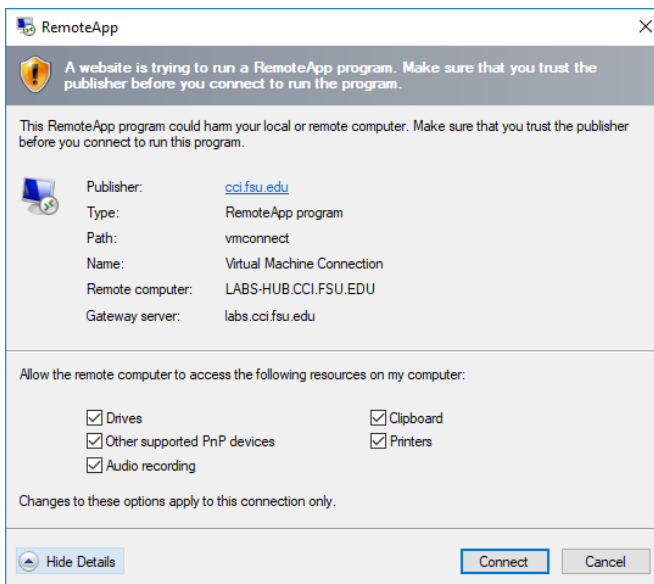 RemoteApp
A website is trying to run a RemoteApp program. Make sure that you trust the
publisher before you connect to run the program.
This RemoteApp program could harm your local or remote computer. Make sure that you trust the publisher
before you connect to run this program.
Publisher: cci.fsu.edu
Type: RemoteApp program
Path: vmconnect
Name: Virtual Machine Connection
Remote computer: LABS-HUB.CCI.FSU.EDU
Gateway server: labs.cci.fsu.edu
Allow the remote computer to access the following resources on my computer:
Drives Clipboard
Other supported PnP devices Printers
Audio recording
Changes to these options apply to this connection only.
Hide Details Connect Cancel